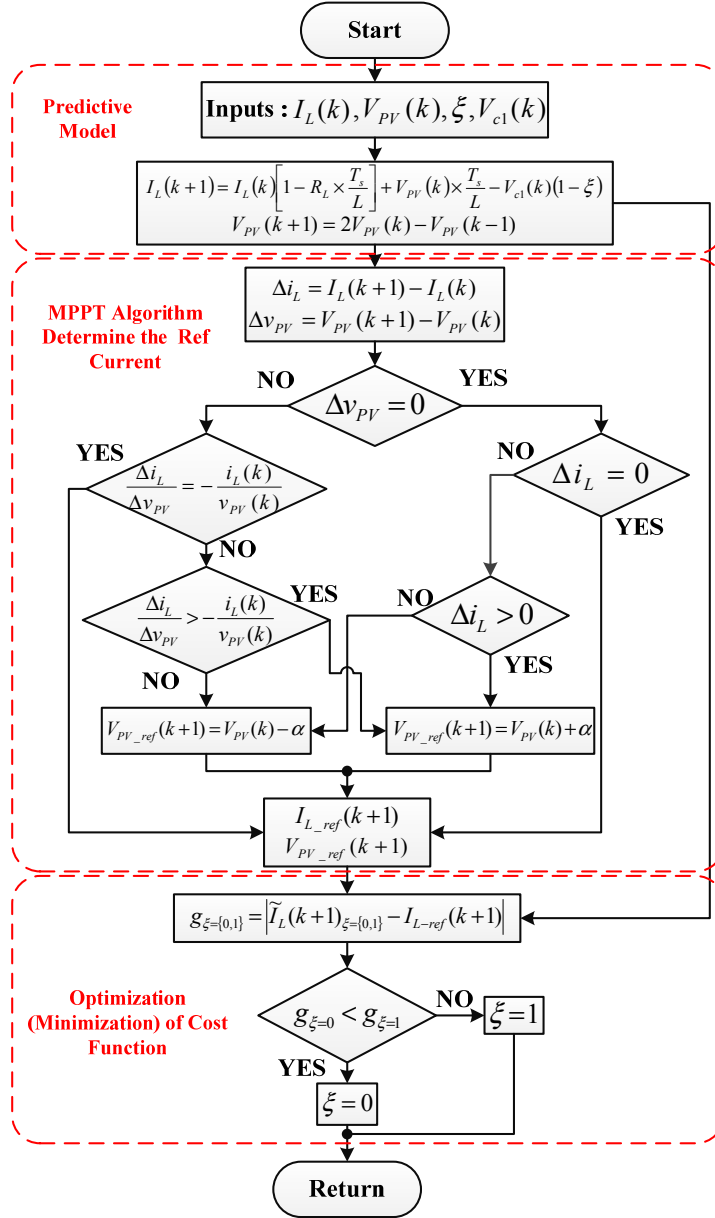 Start
Predictive
Model
Inputs : I_L(k), V_PV(k), ξ, V_c1(k)
I_L(k+1) = I_L(k)[1 − R_L × T_s/L] + V_PV(k) × T_s/L − V_c1(k)(1 − ξ)
V_PV(k+1) = 2V_PV(k) − V_PV(k−1)
MPPT Algorithm
Determine the Ref
Current
Δi_L = I_L(k+1) − I_L(k)
Δv_PV = V_PV(k+1) − V_PV(k)
NO
YES
Δv_PV = 0
YES
NO
Δi_L/Δv_PV = − i_L(k)/v_PV(k)
Δi_L = 0
YES
NO
Δi_L/Δv_PV > − i_L(k)/v_PV(k)
YES
NO
Δi_L > 0
NO
YES
V_PV_ref(k+1) = V_PV(k) − α
V_PV_ref(k+1) = V_PV(k) + α
I_L_ref(k+1)
V_PV_ref(k+1)
g_ξ={0,1} = |Ĩ_L(k+1)_ξ={0,1} − I_L−ref(k+1)|
Optimization
(Minimization) of Cost
Function
g_ξ=0 < g_ξ=1
NO
ξ = 1
YES
ξ = 0
Return